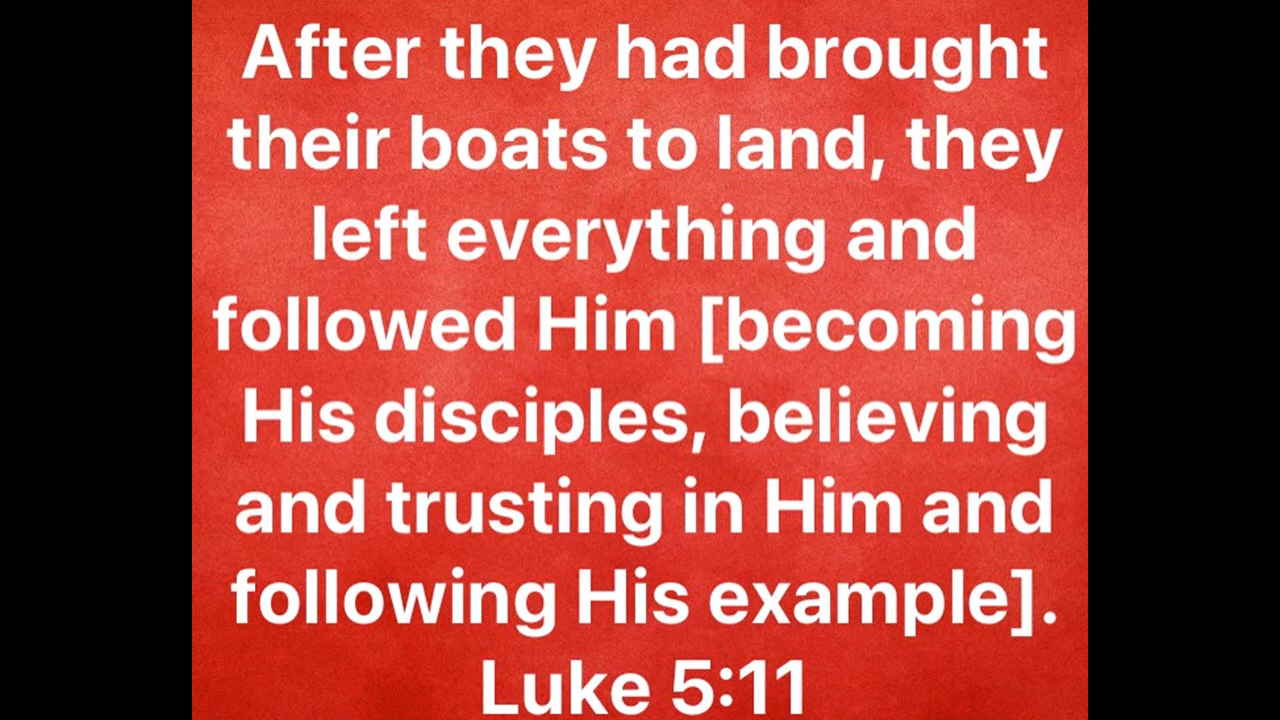 After they had brought
their boats to land, they
left everything and
followed Him [becoming
His disciples, believing
and trusting in Him and
following His example].
Luke 5:11